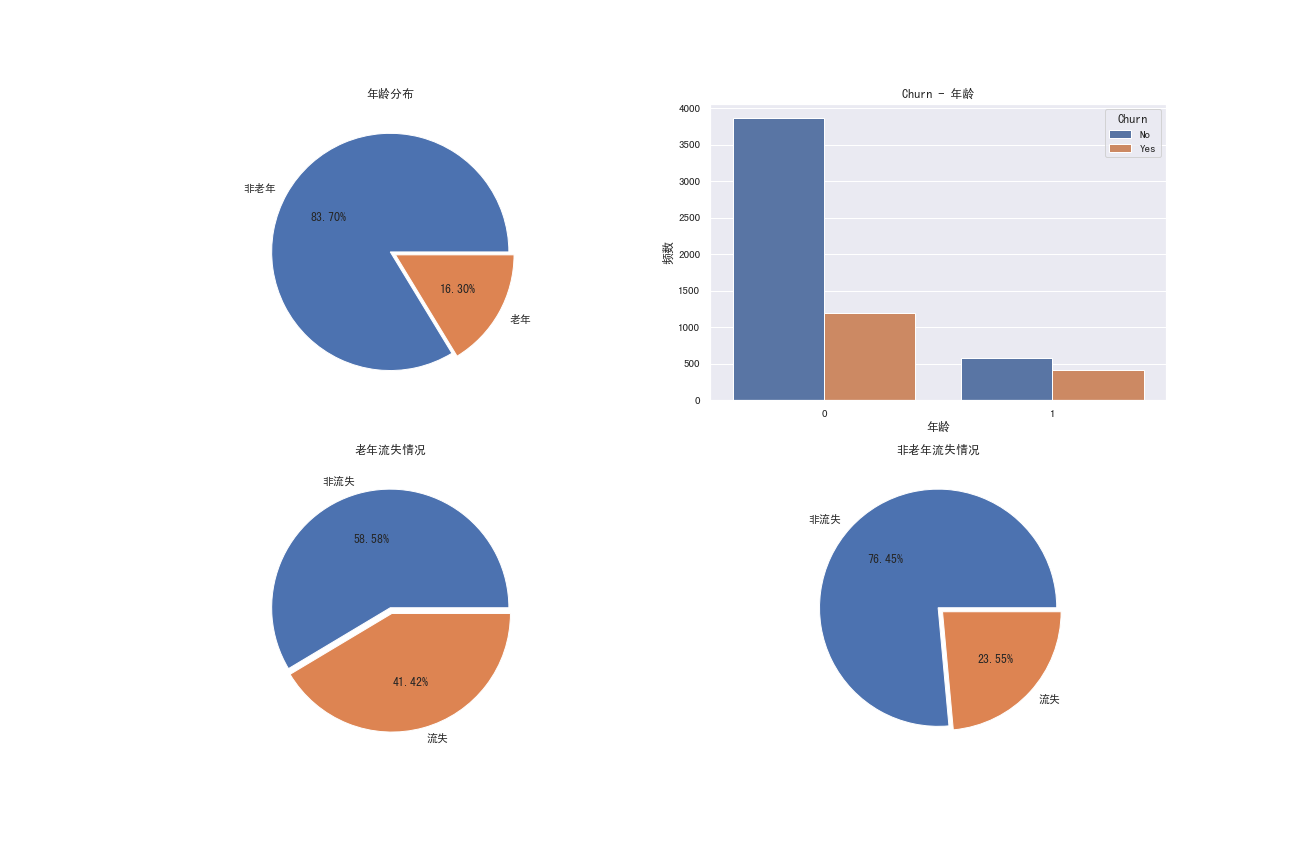 年龄分布
非老年
83.70%
16.30%
老年
Churn - 年龄
Churn
No
Yes
4000
3500
3000
2500
2000
1500
1000
500
0
频数
0
1
年龄
老年流失情况
非流失
58.58%
41.42%
流失
非老年流失情况
非流失
76.45%
23.55%
流失